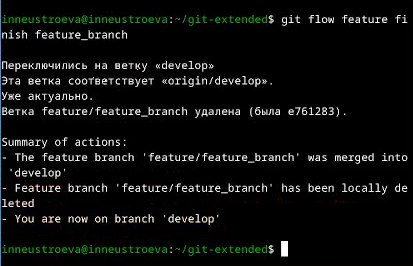 inneustroeva@inneustroeva:~/git-extended$ git flow feature fi
nish feature_branch
Переключились на ветку «develop»
Эта ветка соответствует «origin/develop».
Уже актуально.
Ветка feature/feature_branch удалена (была e761283).
Summary of actions:
- The feature branch 'feature/feature_branch' was merged into
 'develop'
- Feature branch 'feature/feature_branch' has been locally de
leted
- You are now on branch 'develop'
inneustroeva@inneustroeva:~/git-extended$